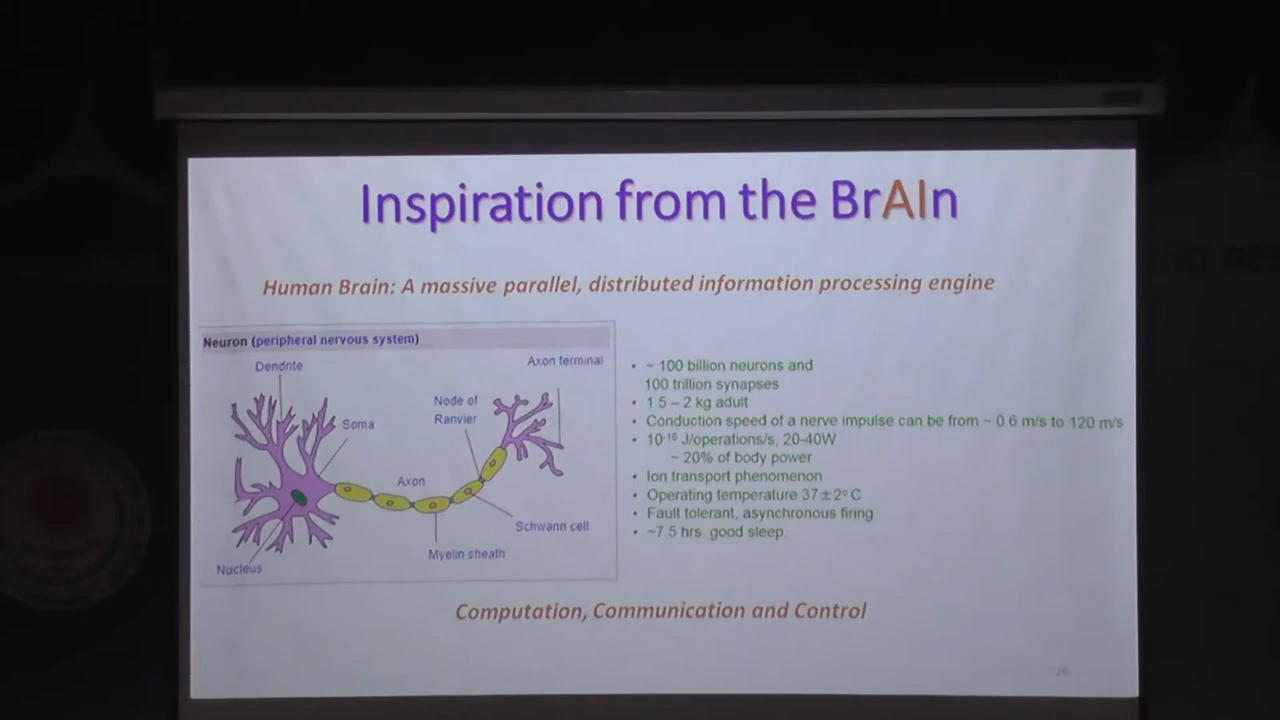 Inspiration from the BrAIn
Human Brain: A massive parallel, distributed information processing engine
Neuron (peripheral nervous system)
Dendrite
Axon terminal
Node of
Ranvier
Soma
Axon
Schwann cell
Myelin sheath
Nucleus
• ~ 100 billion neurons and
100 trillion synapses
• 1.5 – 2 kg adult
• Conduction speed of a nerve impulse can be from ~ 0.6 m/s to 120 m/s
• 10⁻¹⁶ J/operations/s, 20-40W
~ 20% of body power
• Ion transport phenomenon
• Operating temperature 37±2°C
• Fault tolerant, asynchronous firing
• ~7.5 hrs good sleep
Computation, Communication and Control
26